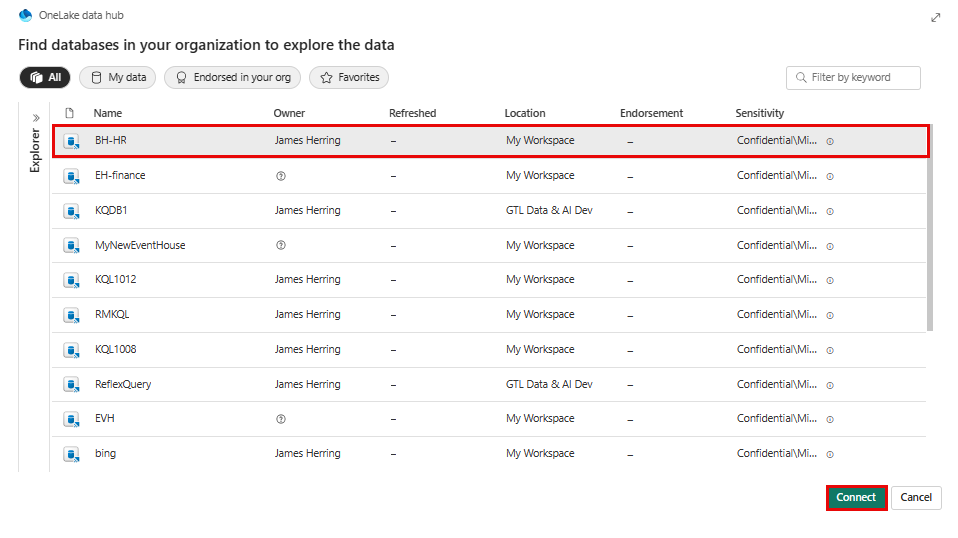 OneLake data hub
Find databases in your organization to explore the data
All My data Endorsed in your org Favorites Filter by keyword
Explorer
Name Owner Refreshed Location Endorsement Sensitivity
BH-HR James Herring – My Workspace – Confidential\Mi...
EH-finance – My Workspace – Confidential\Mi...
KQDB1 James Herring – GTL Data & AI Dev – Confidential\Mi...
MyNewEventHouse – My Workspace – Confidential\Mi...
KQL1012 James Herring – My Workspace – Confidential\Mi...
RMKQL James Herring – My Workspace – Confidential\Mi...
KQL1008 James Herring – My Workspace – Confidential\Mi...
ReflexQuery James Herring – GTL Data & AI Dev – Confidential\Mi...
EVH – My Workspace – Confidential\Mi...
bing James Herring – My Workspace – Confidential\Mi...
Connect Cancel